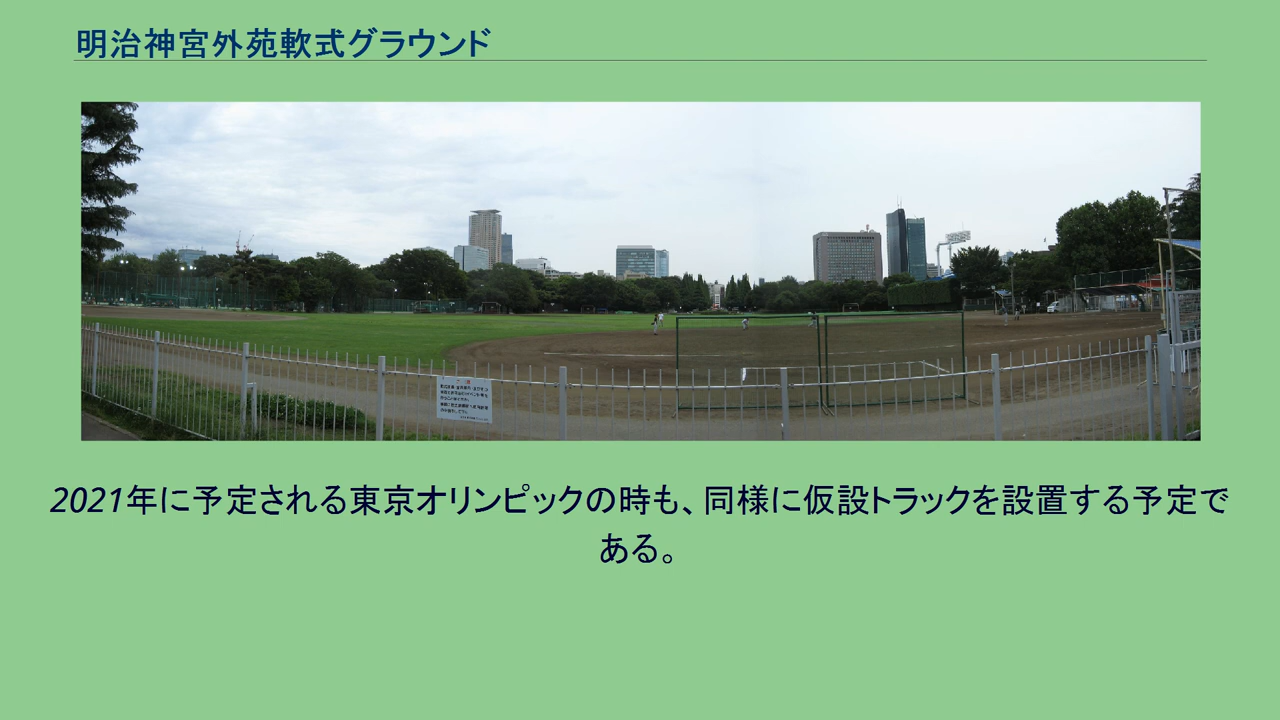 明治神宮外苑軟式グラウンド
2021年に予定される東京オリンピックの時も、同様に仮設トラックを設置する予定で
ある。